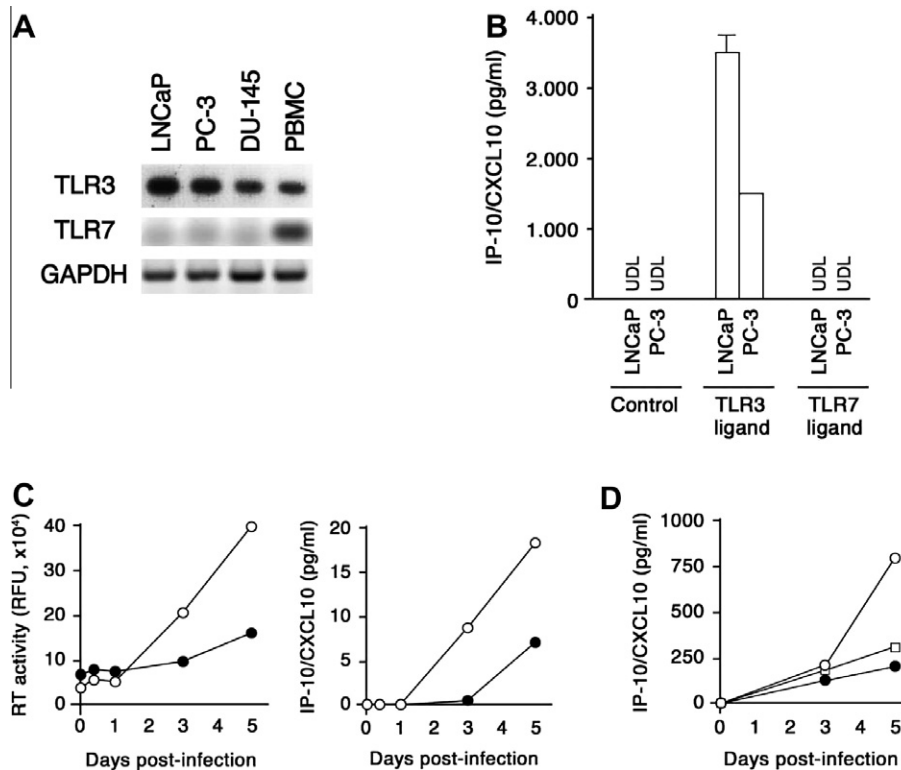 A
LNCaP
PC-3
DU-145
PBMC
TLR3
TLR7
GAPDH
B
IP-10/CXCL10 (pg/ml)
4.000
3.000
2.000
1.000
0
UDL
UDL
UDL
UDL
LNCaP
PC-3
LNCaP
PC-3
LNCaP
PC-3
Control
TLR3
ligand
TLR7
ligand
C
RT activity (RFU, x10⁴)
40
30
20
10
0
0 1 2 3 4 5
Days post-infection
IP-10/CXCL10 (pg/ml)
20
15
10
5
0
0 1 2 3 4 5
Days post-infection
D
IP-10/CXCL10 (pg/ml)
1000
750
500
250
0
0 1 2 3 4 5
Days post-infection